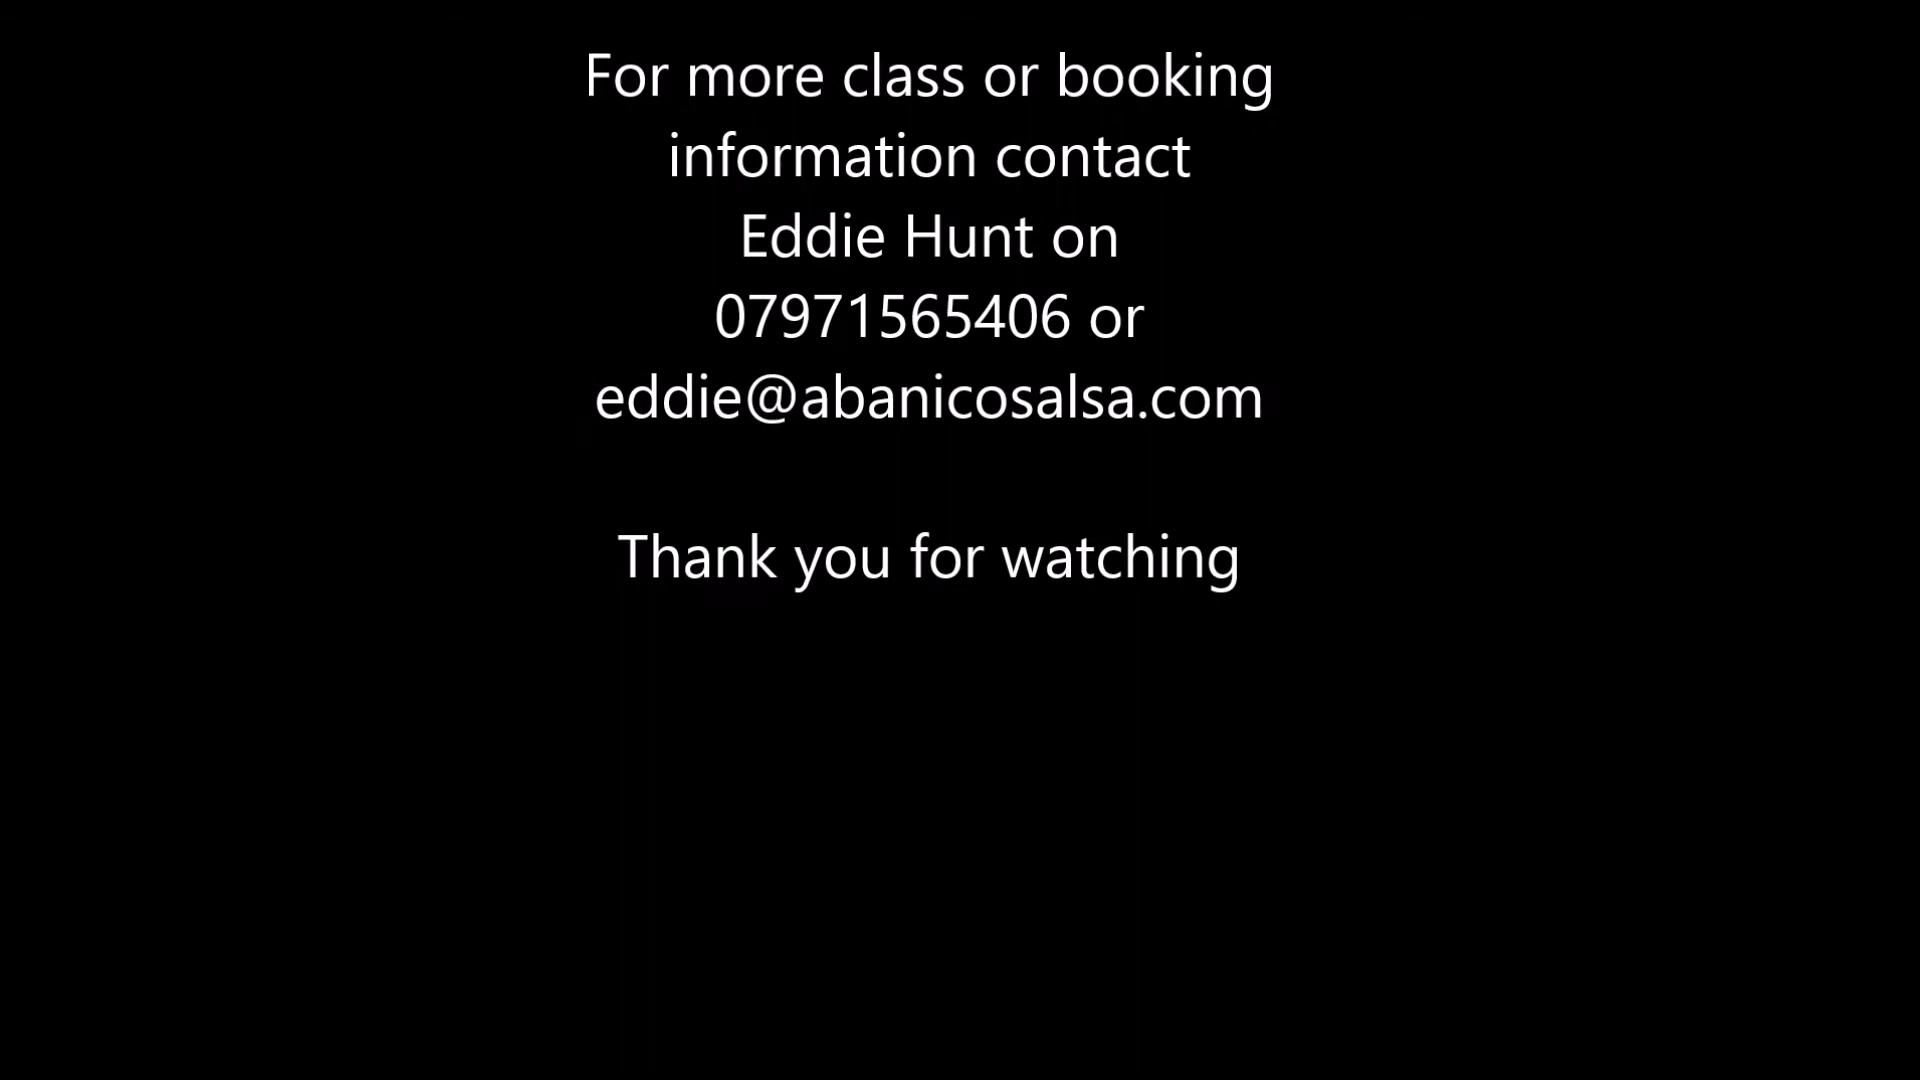 For more class or booking
information contact
Eddie Hunt on
07971565406 or
eddie@abanicosalsa.com
Thank you for watching